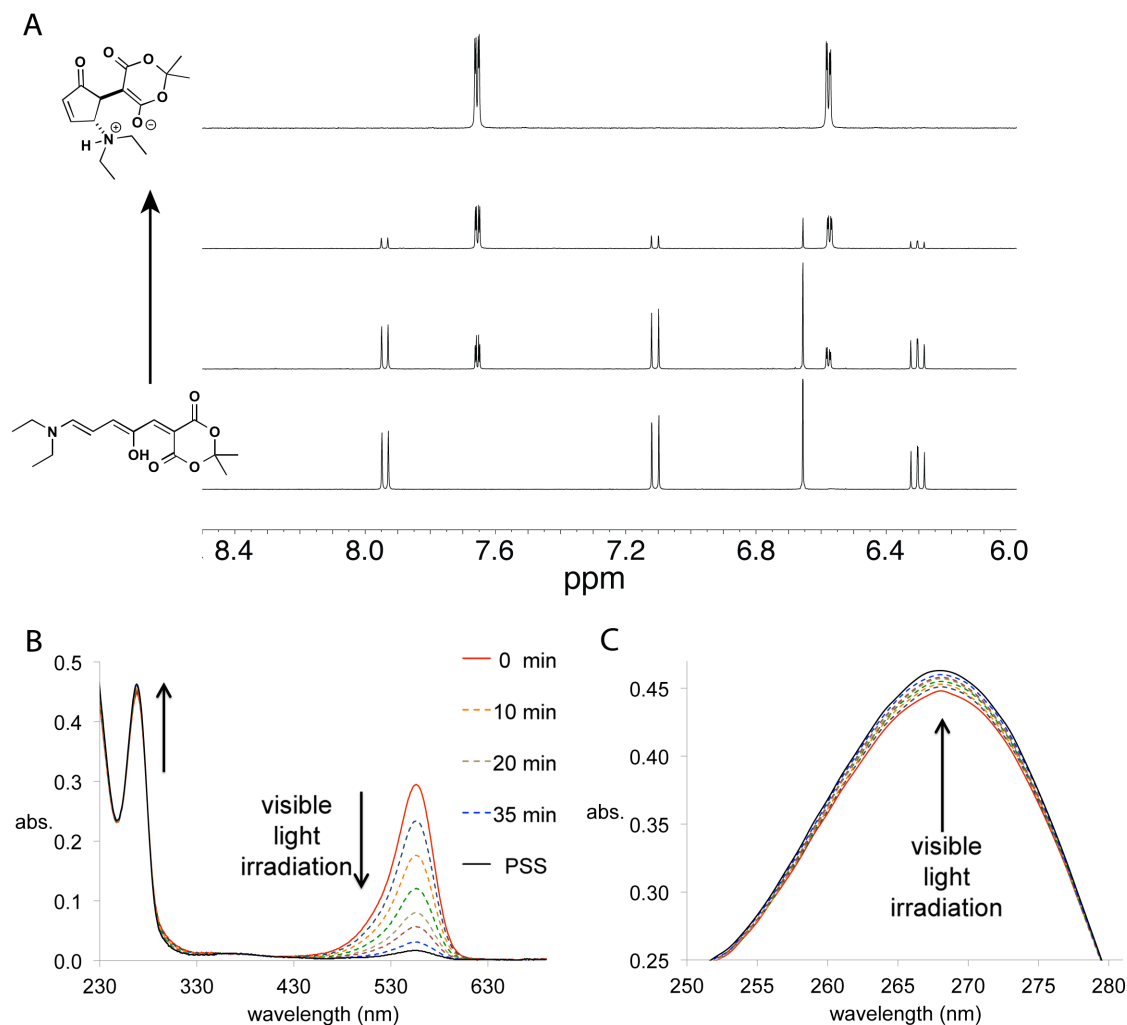 A
O
O
O
O
O
N
H
+
−
O
O
O
O
N
OH
8.4 8.0 7.6 7.2 6.8 6.4 6.0
ppm
B
0.5
0.4
0.3
0.2
0.1
0.0
abs.
visible
light
irradiation
0 min
10 min
20 min
35 min
PSS
230 330 430 530 630
wavelength (nm)
C
0.45
0.40
0.35
0.30
0.25
abs.
visible
light
irradiation
250 255 260 265 270 275 280
wavelength (nm)